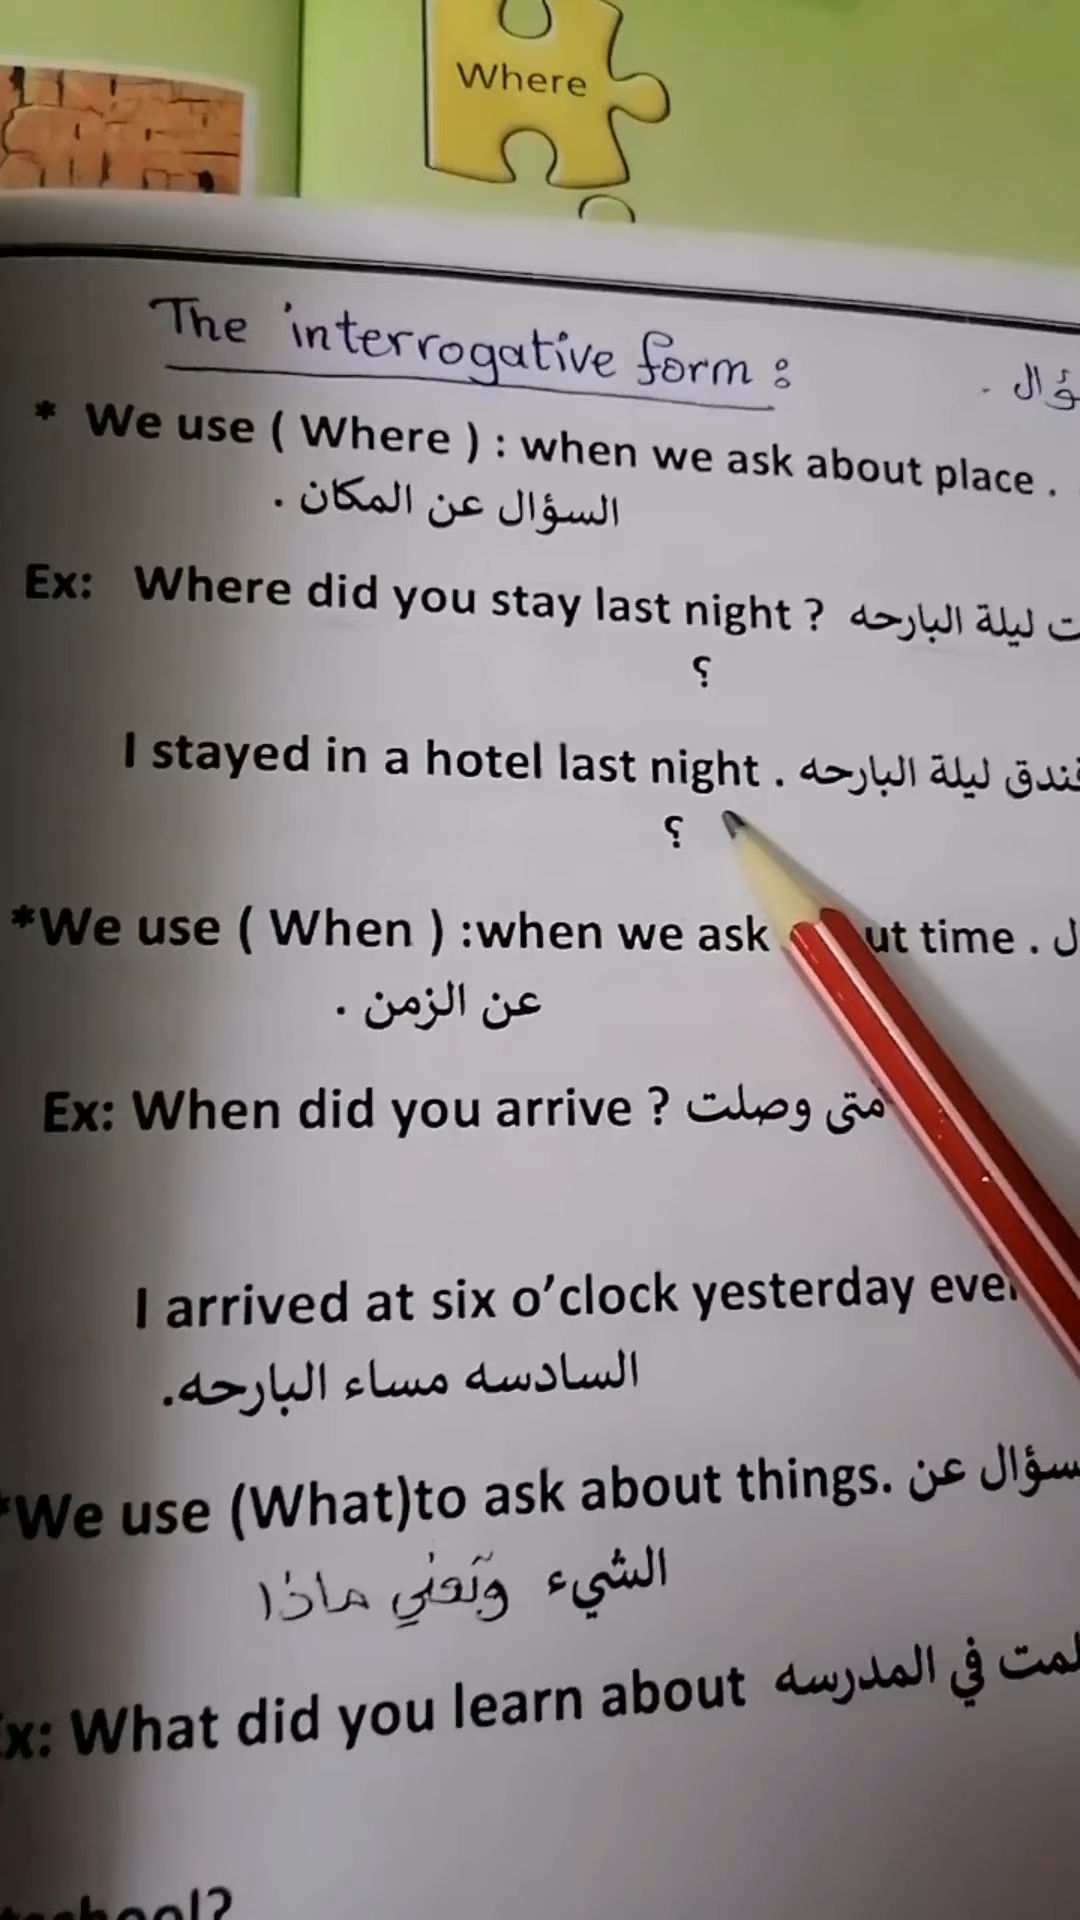 Where
The interrogative form :
* We use ( Where ) : when we ask about place .
السؤال عن المكان .
Ex: Where did you stay last night ? ليلة البارحه
؟
I stayed in a hotel last night . ليلة البارحه
؟
*We use ( When ) :when we ask time .
عن الزمن .
Ex: When did you arrive ? متى وصلت
I arrived at six o’clock yesterday
السادسه مساء البارحه.
*We use (What)to ask about things. عن
الشيء وتعني ماذا
What did you learn about في المدرسه